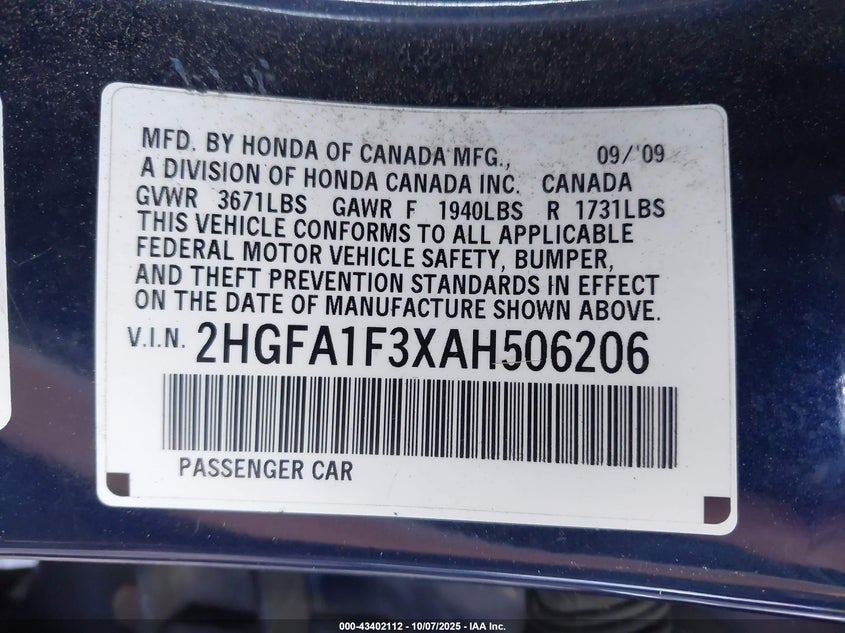 MFD. BY HONDA OF CANADA MFG., 09/'09
A DIVISION OF HONDA CANADA INC. CANADA
GVWR 3671LBS GAWR F 1940LBS R 1731LBS
THIS VEHICLE CONFORMS TO ALL APPLICABLE
FEDERAL MOTOR VEHICLE SAFETY, BUMPER,
AND THEFT PREVENTION STANDARDS IN EFFECT
ON THE DATE OF MANUFACTURE SHOWN ABOVE.
V.I.N. 2HGFA1F3XAH506206
PASSENGER CAR
000-43402112 - 10/07/2025 - IAA Inc.